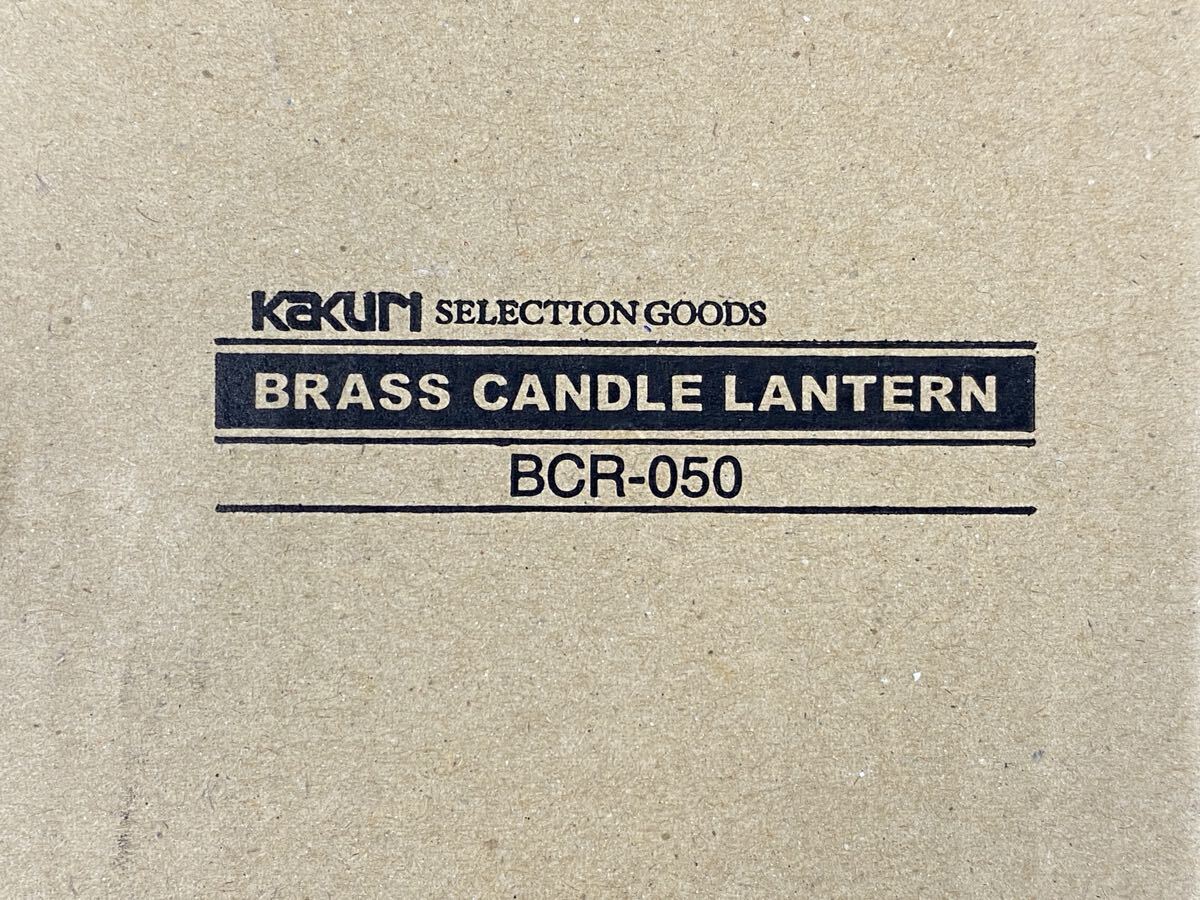 KaKuri SELECTION GOODS
BRASS CANDLE LANTERN
BCR-050